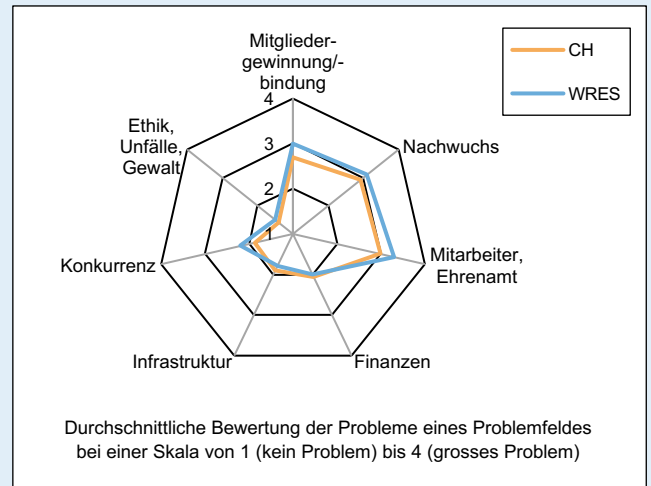 Mitglieder-
gewinnung/-
bindung
CH
WRES
4
3
2
1
Ethik,
Unfälle,
Gewalt
Nachwuchs
Konkurrenz
Mitarbeiter,
Ehrenamt
Infrastruktur
Finanzen
Durchschnittliche Bewertung der Probleme eines Problemfeldes
bei einer Skala von 1 (kein Problem) bis 4 (grosses Problem)